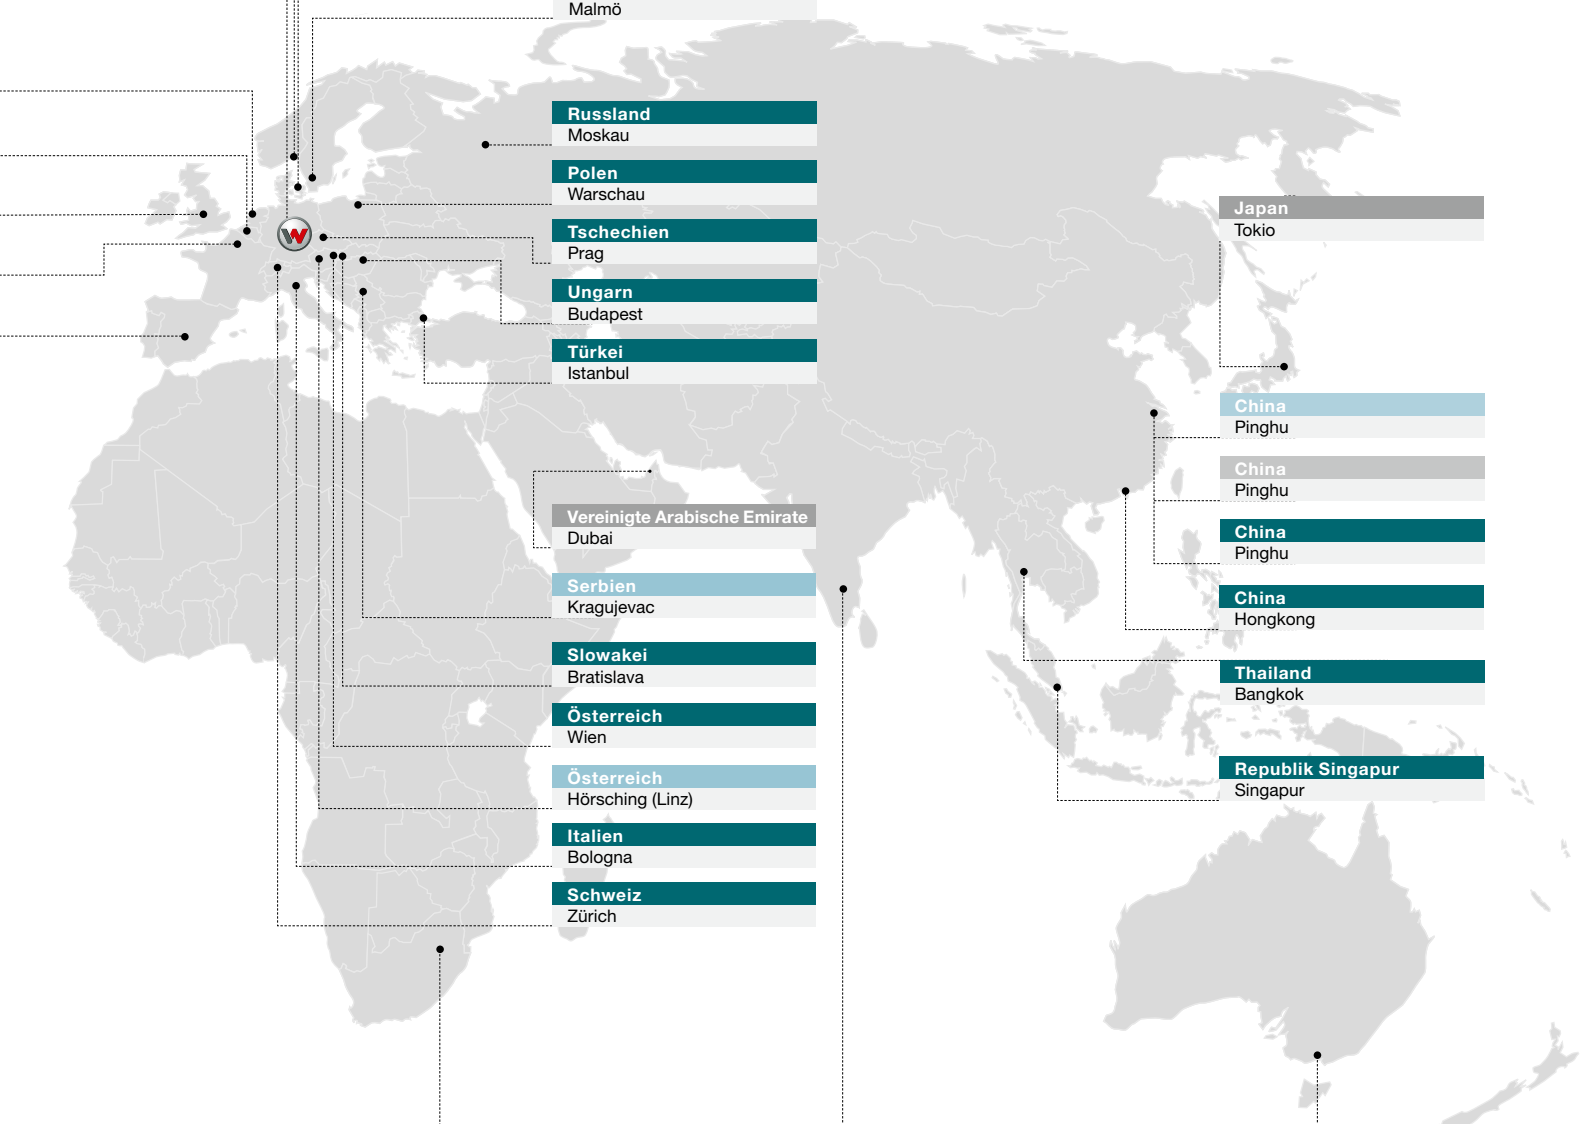 Malmö
Russland
Moskau
Polen
Warschau
Tschechien
Prag
Ungarn
Budapest
Türkei
Istanbul
Vereinigte Arabische Emirate
Dubai
Serbien
Kragujevac
Slowakei
Bratislava
Österreich
Wien
Österreich
Hörsching (Linz)
Italien
Bologna
Schweiz
Zürich
Japan
Tokio
China
Pinghu
China
Pinghu
China
Pinghu
China
Hongkong
Thailand
Bangkok
Republik Singapur
Singapur